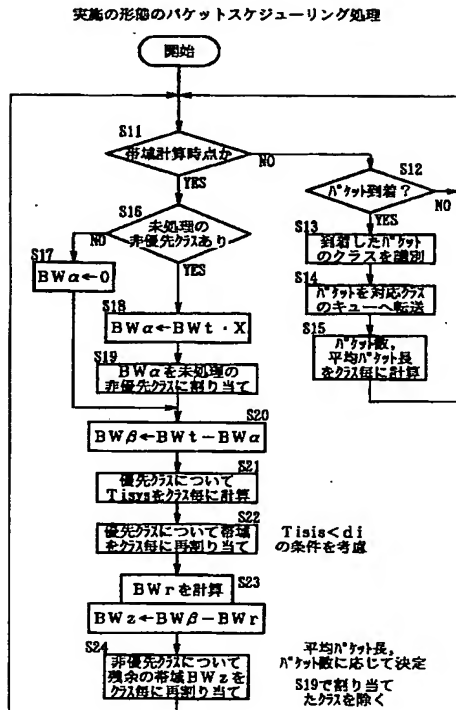 実施の形態のパケットスケジューリング処理
開始
S11
帯域計算時点か
NO
YES
S12
パケット到着？
NO
YES
S13
到着したパケット
のクラスを識別
S14
パケットを対応クラス
のキューへ転送
S15
パケット数,
平均パケット長
をクラス毎に計算
S16
未処理の
非優先クラスあり
NO
YES
S17
BWα←0
S18
BWα←BWt・X
S19
BWαを未処理の
非優先クラスに割り当て
S20
BWβ←BWt－BWα
S21
優先クラスについて
Tisysをクラス毎に計算
S22
優先クラスについて帯域
をクラス毎に再割り当て
Tisis<di
の条件を考慮
S23
BWrを計算
BWz←BWβ－BWr
S24
非優先クラスについて
残余の帯域BWzを
クラス毎に再割り当て
平均パケット長,
パケット数に応じて決定
S19で割り当て
たクラスを除く